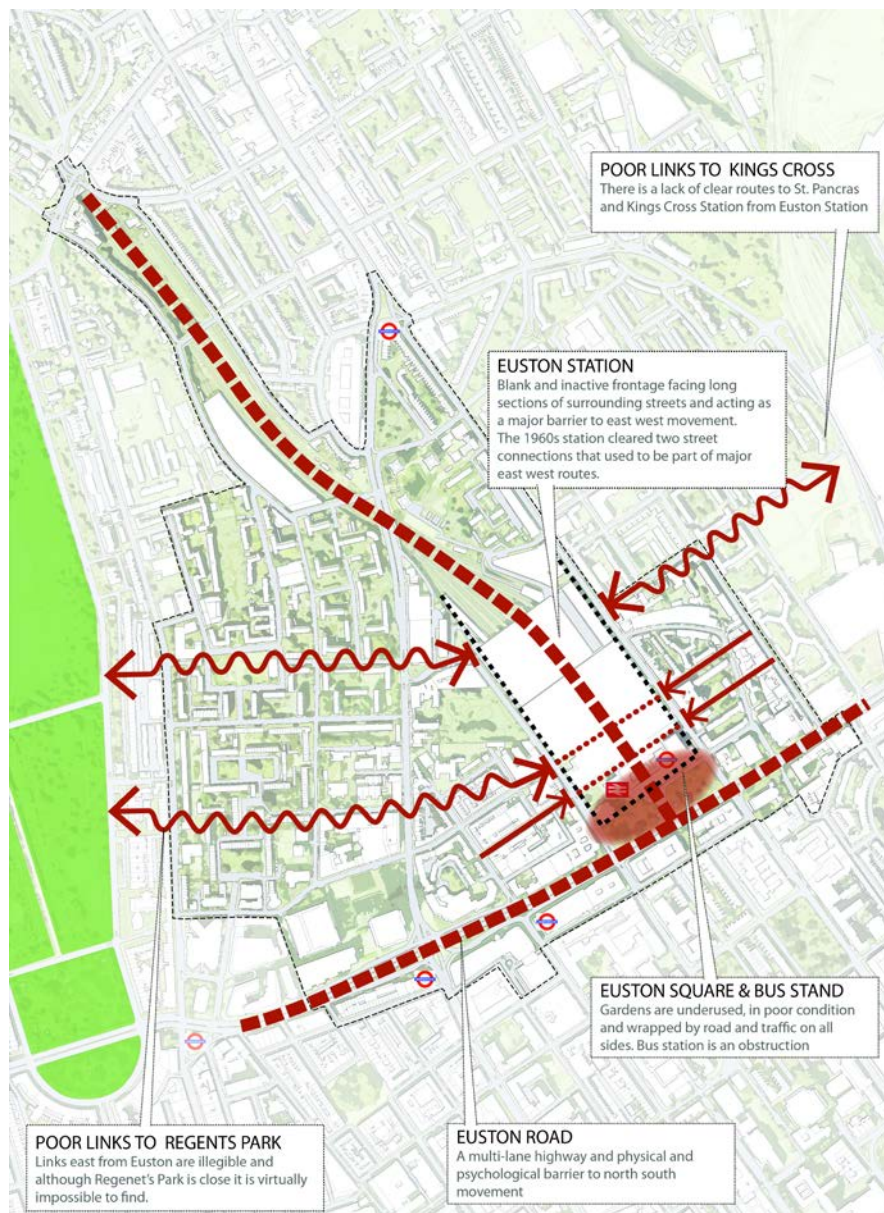 POOR LINKS TO KINGS CROSS
There is a lack of clear routes to St. Pancras
and Kings Cross Station from Euston Station
EUSTON STATION
Blank and inactive frontage facing long
sections of surrounding streets and acting as
a major barrier to east west movement.
The 1960s station cleared two street
connections that used to be part of major
east west routes.
EUSTON SQUARE & BUS STAND
Gardens are underused, in poor condition
and wrapped by road and traffic on all
sides. Bus station is an obstruction
POOR LINKS TO REGENTS PARK
Links east from Euston are illegible and
although Regenet's Park is close it is virtually
impossible to find.
EUSTON ROAD
A multi-lane highway and physical and
psychological barrier to north south
movement